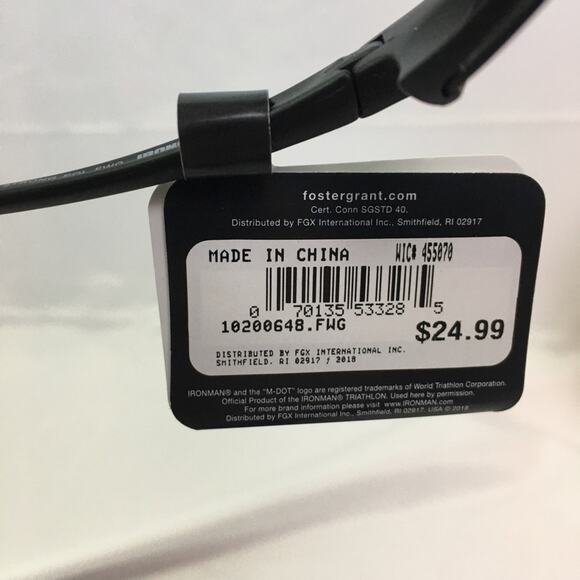 IRONM
fostergrant.com
Cert. Conn SGSTD 40.
Distributed by FGX International Inc., Smithfield, RI 02917
MADE IN CHINA WIC# 455070
0 70135 53328 5
10200648.FWG
$24.99
DISTRIBUTED BY FGX INTERNATIONAL INC.
SMITHFIELD, RI 02917 / 2018
IRONMAN® and the "M-DOT" logo are registered trademarks of World Triathlon Corporation.
Official Product of the IRONMAN® TRIATHLON. Used here by permission.
For more brand information please visit www.IRONMAN.com
Distributed by FGX International Inc., Smithfield, RI 02917. USA © 2018